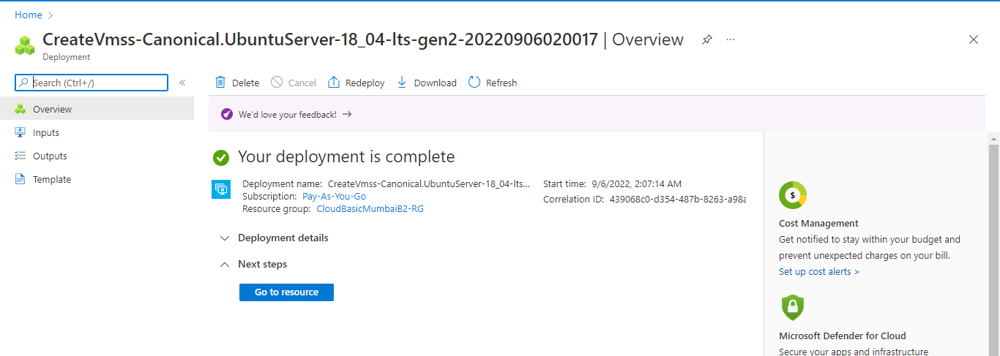 Home >
CreateVmss-Canonical.UbuntuServer-18_04-lts-gen2-20220906020017 | Overview
Deployment
Search (Ctrl+/)
Delete Cancel Redeploy Download Refresh
Overview
We'd love your feedback! →
Inputs
Outputs
Template
Your deployment is complete
Deployment name: CreateVmss-Canonical.UbuntuServer-18_04-lts...
Subscription: Pay-As-You-Go
Resource group: CloudBasicMumbaiB2-RG
Start time: 9/6/2022, 2:07:14 AM
Correlation ID: 439068c0-d354-487b-8263-a98a
Deployment details
Next steps
Go to resource
$
Cost Management
Get notified to stay within your budget and
prevent unexpected charges on your bill.
Set up cost alerts >
Microsoft Defender for Cloud
Secure your apps and infrastructure